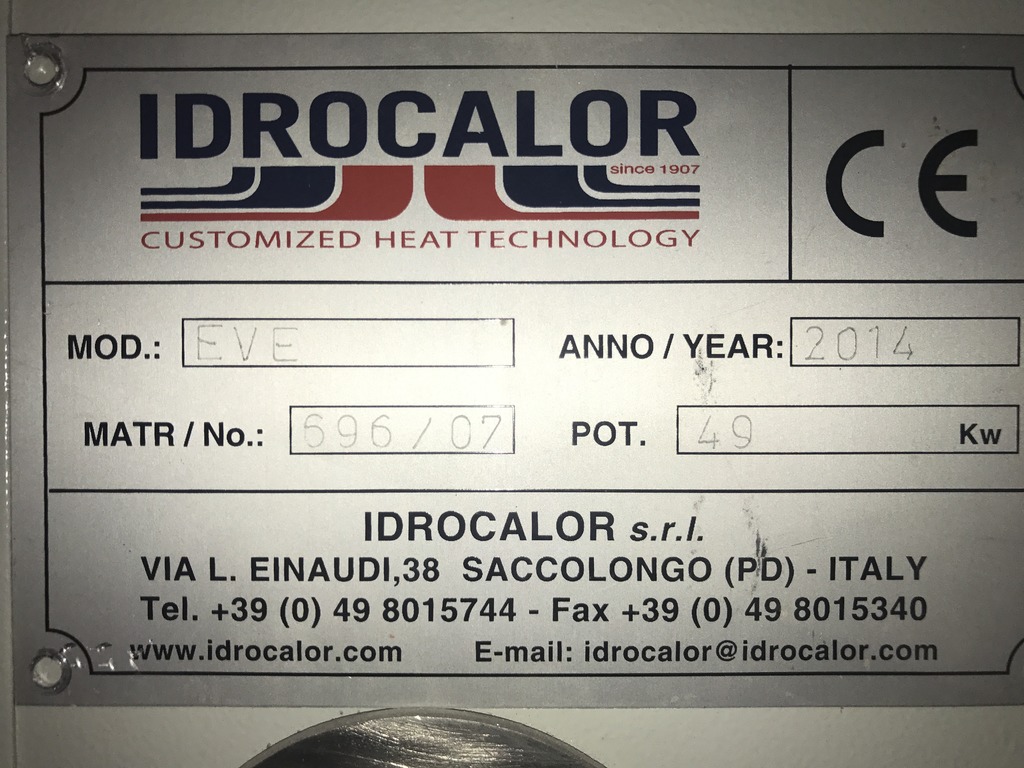 IDROCALOR
since 1907
CUSTOMIZED HEAT TECHNOLOGY
CE
MOD.: EVE ANNO / YEAR: 2014
MATR / No.: 696/07 POT. 49 Kw
IDROCALOR s.r.l.
VIA L. EINAUDI,38 SACCOLONGO (PD) - ITALY
Tel. +39 (0) 49 8015744 - Fax +39 (0) 49 8015340
www.idrocalor.com E-mail: idrocalor@idrocalor.com